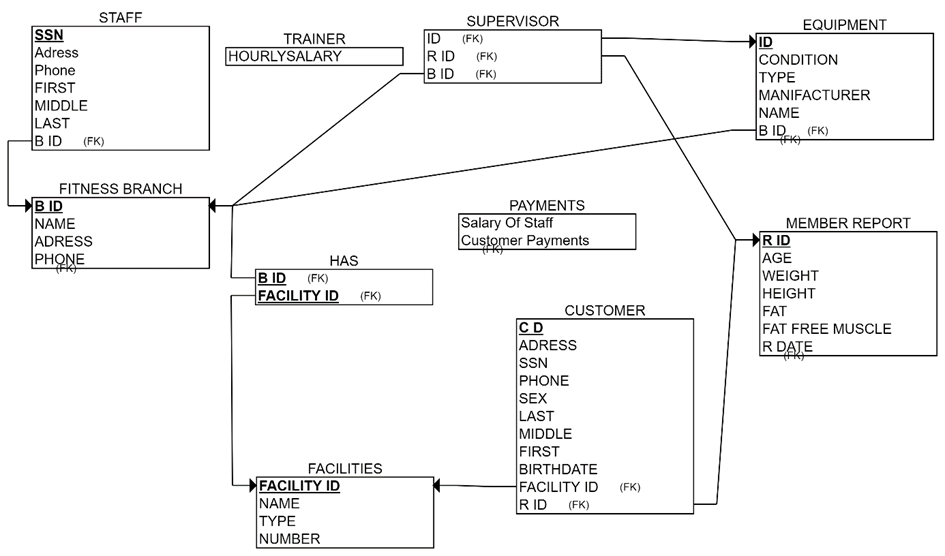 STAFF
SSN
Adress
Phone
FIRST
MIDDLE
LAST
B ID (FK)
TRAINER
HOURLYSALARY
SUPERVISOR
ID (FK)
R ID (FK)
B ID (FK)
EQUIPMENT
ID
CONDITION
TYPE
MANIFACTURER
NAME
B ID (FK)
(FK)
FITNESS BRANCH
B ID
NAME
ADRESS
PHONE
(FK)
HAS
B ID (FK)
FACILITY ID (FK)
PAYMENTS
Salary Of Staff
Customer Payments
(FK)
MEMBER REPORT
R ID
AGE
WEIGHT
HEIGHT
FAT
FAT FREE MUSCLE
R DATE
(FK)
CUSTOMER
C D
ADRESS
SSN
PHONE
SEX
LAST
MIDDLE
FIRST
BIRTHDATE
FACILITY ID (FK)
R ID (FK)
FACILITIES
FACILITY ID
NAME
TYPE
NUMBER